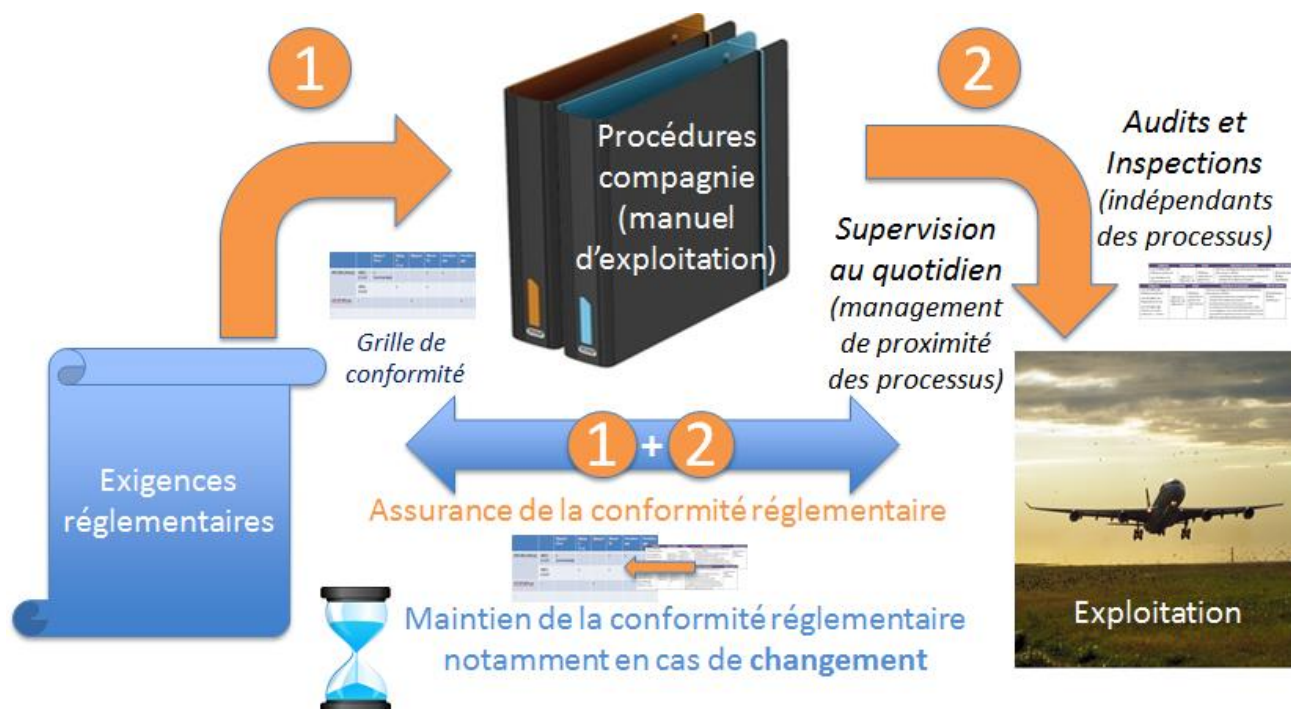 1
2
Procédures
compagnie
(manuel
d’exploitation)
Audits et
Inspections
(indépendants
des processus)
Supervision
au quotidien
(management
de proximité
des processus)
Grille de
conformité
Exigences
réglementaires
1 + 2
Assurance de la conformité réglementaire
Maintien de la conformité réglementaire
notamment en cas de changement
Exploitation